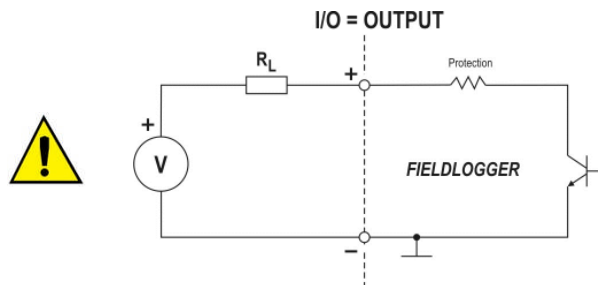 I/O = OUTPUT
RL
+
Protection
+
V
FIELDLOGGER
−
!